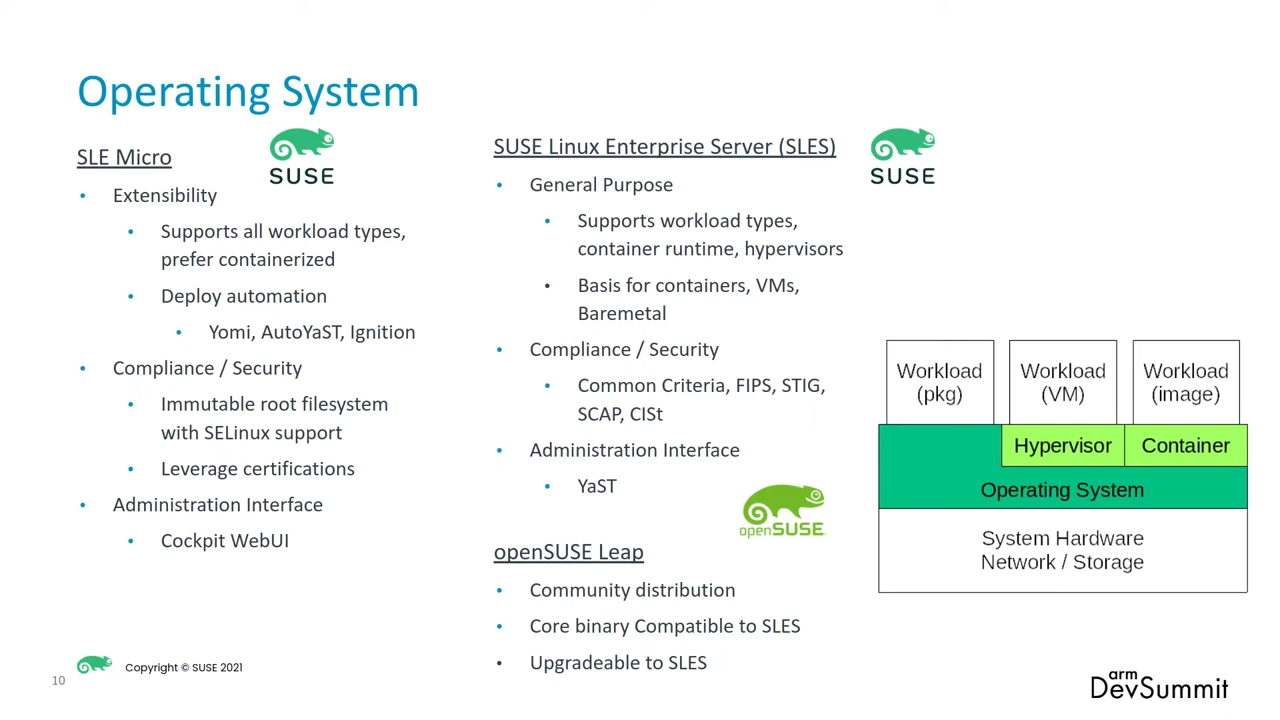 Operating System
SLE Micro
SUSE
• Extensibility
• Supports all workload types,
prefer containerized
• Deploy automation
• Yomi, AutoYaST, Ignition
• Compliance / Security
• Immutable root filesystem
with SELinux support
• Leverage certifications
• Administration Interface
• Cockpit WebUI
SUSE Linux Enterprise Server (SLES)
SUSE
• General Purpose
• Supports workload types,
container runtime, hypervisors
• Basis for containers, VMs,
Baremetal
• Compliance / Security
• Common Criteria, FIPS, STIG,
SCAP, CISt
• Administration Interface
• YaST
openSUSE
openSUSE Leap
• Community distribution
• Core binary Compatible to SLES
• Upgradeable to SLES
Workload
(pkg)
Workload
(VM)
Workload
(image)
Hypervisor
Container
Operating System
System Hardware
Network / Storage
10
Copyright © SUSE 2021
arm
DevSummit